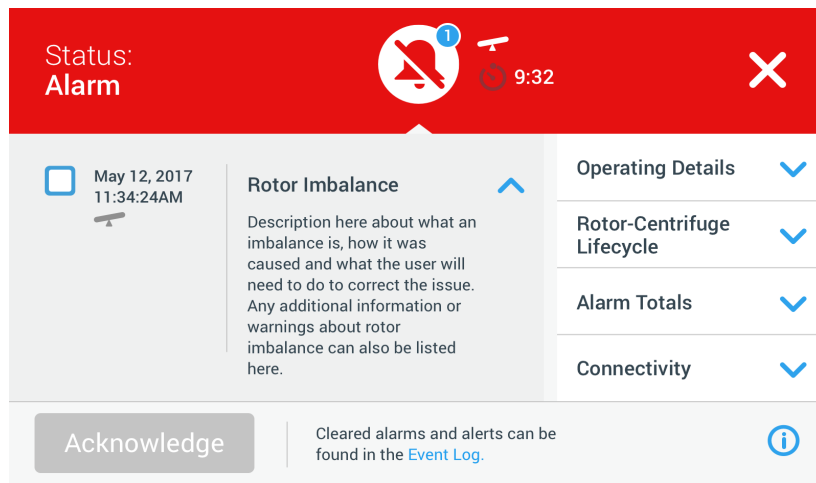 Status:
Alarm
1
9:32
May 12, 2017
11:34:24AM
Rotor Imbalance
Description here about what an
imbalance is, how it was
caused and what the user will
need to do to correct the issue.
Any additional information or
warnings about rotor
imbalance can also be listed
here.
Operating Details
Rotor-Centrifuge
Lifecycle
Alarm Totals
Connectivity
Acknowledge
Cleared alarms and alerts can be
found in the Event Log.